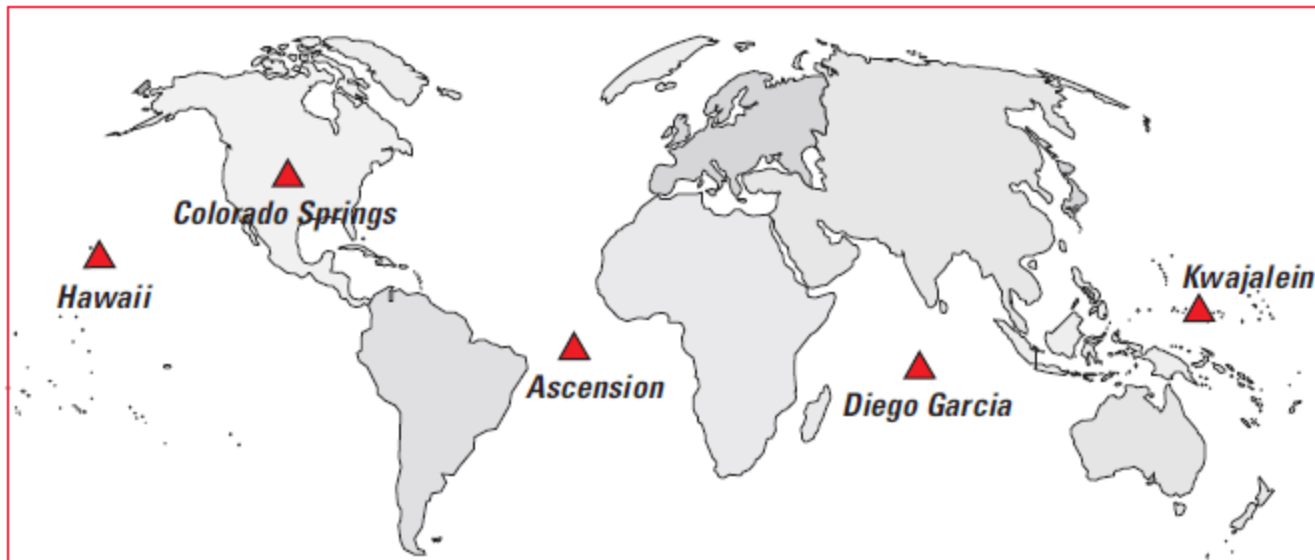 Colorado Springs
Hawaii
Kwajalein
Ascension
Diego Garcia